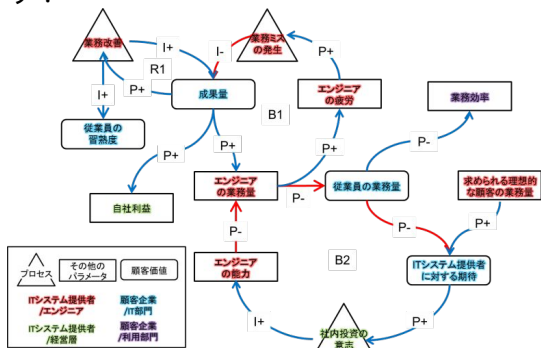 業務改善
I+
I-
業務ミス
の発生
P+
R1
P+
I+
成果量
エンジニア
の疲労
業務効率
従業員の
習熟度
B1
P+
P+
P+
P-
エンジニア
の業務量
従業員の業務量
求められる理想的
な顧客の業務量
P-
自社利益
P-
P-
P+
エンジニア
の能力
B2
ITシステム提供者
に対する期待
プロセス
その他の
パラメータ
顧客価値
ITシステム提供者
/エンジニア
顧客企業
/IT部門
ITシステム提供者
/経営層
顧客企業
/利用部門
I+
社内投資の
意志
P+